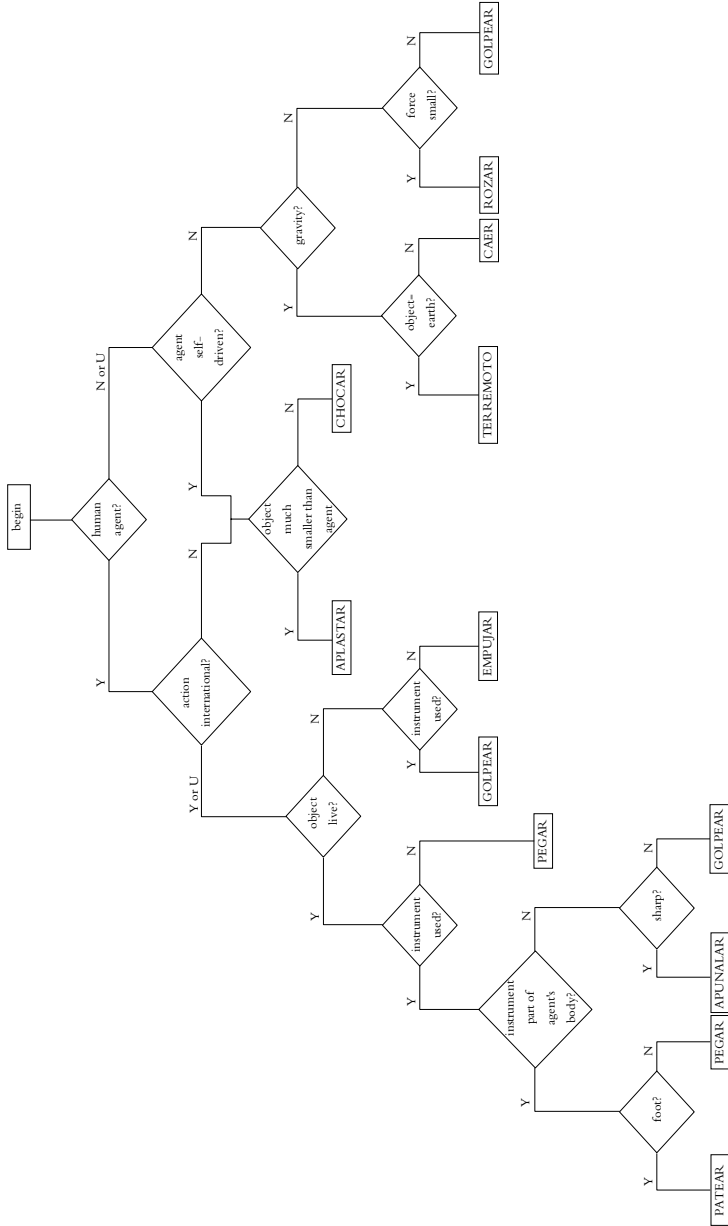 begin
human
agent?
Y
N or U
action
international?
agent
self-
driven?
Y or U
N
Y
N
object
live?
object
much
smaller than
agent
gravity?
Y
N
Y
N
Y
N
APLASTAR
CHOCAR
instrument
used?
instrument
used?
object-
earth?
force
small?
Y
N
Y
N
Y
N
Y
N
GOLPEAR
EMPUJAR
TERREMOTO
CAER
ROZAR
GOLPEAR
PEGAR
instrument
part of
agent's
body?
Y
N
foot?
sharp?
Y
N
Y
N
PATEAR
PEGAR
APUNALAR
GOLPEAR